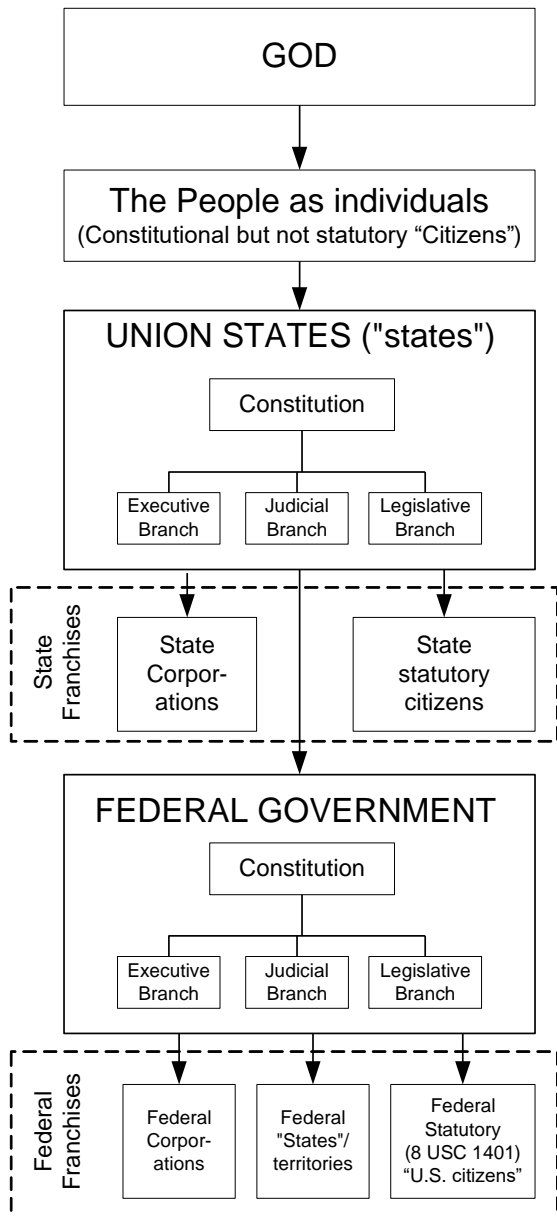 GOD
The People as individuals
(Constitutional but not statutory “Citizens”)
UNION STATES ("states")
Constitution
Executive
Branch
Judicial
Branch
Legislative
Branch
State
Franchises
State
Corpor-
ations
State
statutory
citizens
FEDERAL GOVERNMENT
Constitution
Executive
Branch
Judicial
Branch
Legislative
Branch
Federal
Franchises
Federal
Corpor-
ations
Federal
"States"/
territories
Federal
Statutory
(8 USC 1401)
“U.S. citizens”